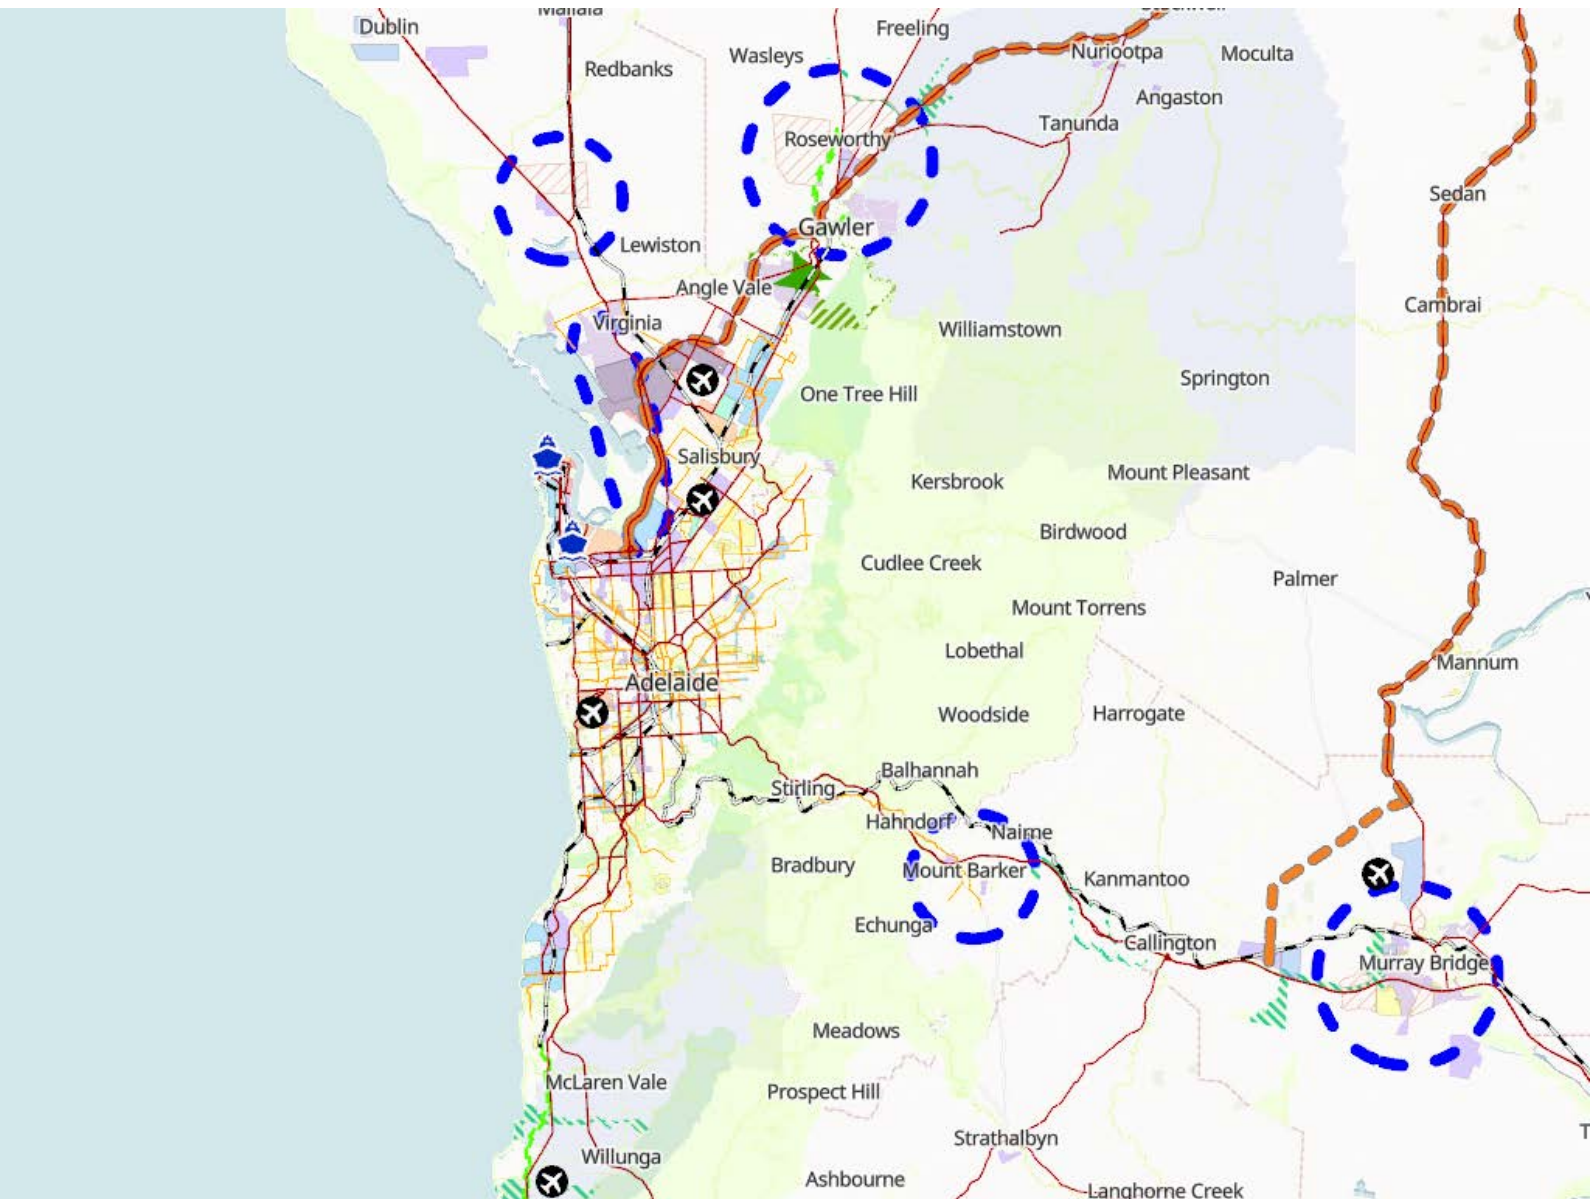 Mallala
Dublin
Freeling
Wasleys
Nuriootpa
Moculta
Redbanks
Angaston
Tanunda
Roseworthy
Sedan
Gawler
Lewiston
Angle Vale
Cambrai
Virginia
Williamstown
Springton
One Tree Hill
Salisbury
Mount Pleasant
Kersbrook
Birdwood
Cudlee Creek
Palmer
Mount Torrens
Lobethal
Mannum
Adelaide
Woodside
Harrogate
Balhannah
Stirling
Hahndorf
Nairne
Bradbury
Mount Barker
Kanmantoo
Echunga
Callington
Murray Bridge
Meadows
McLaren Vale
Prospect Hill
Strathalbyn
Willunga
Ashbourne
Langhorne Creek